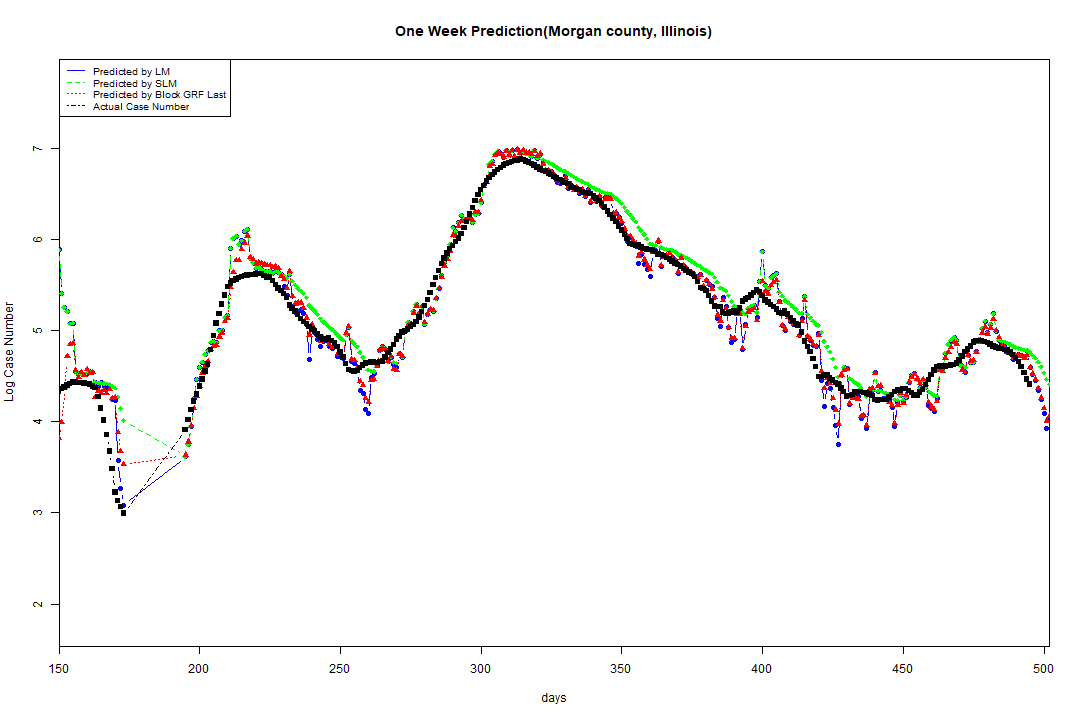 One Week Prediction(Morgan county, Illinois)
Predicted by LM
Predicted by SLM
Predicted by Block GRF Last
Actual Case Number
Log Case Number
7
6
5
4
3
2
150 200 250 300 350 400 450 500
days